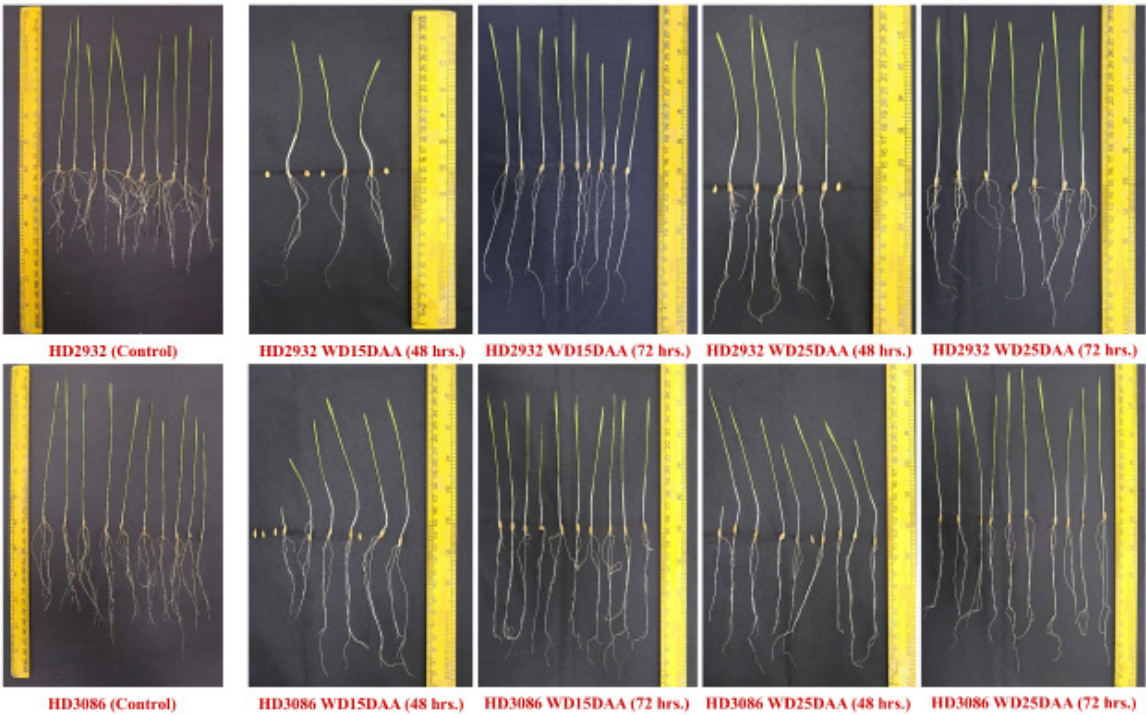 HD2932 (Control)
HD2932 WD15DAA (48 hrs.)
HD2932 WD15DAA (72 hrs.)
HD2932 WD25DAA (48 hrs.)
HD2932 WD25DAA (72 hrs.)
HD3086 (Control)
HD3086 WD15DAA (48 hrs.)
HD3086 WD15DAA (72 hrs.)
HD3086 WD25DAA (48 hrs.)
HD3086 WD25DAA (72 hrs.)